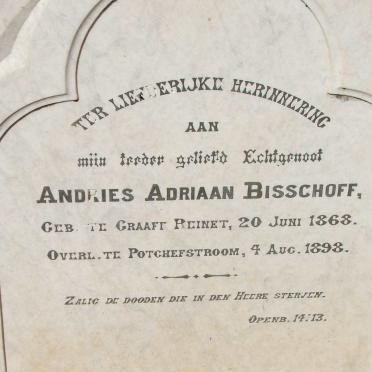 TER LIEFDERIJKE HERINNERING
AAN
mijn teeder geliefd Echtgenoot
ANDRIES ADRIAAN BISSCHOFF,
GEB. TE GRAAFF REINET, 20 JUNI 1868.
OVERL. TE POTCHEFSTROOM, 4 AUG. 1898.
ZALIG DE DOODEN DIE IN DEN HEERE STERVEN.
OPENB. 14:13.